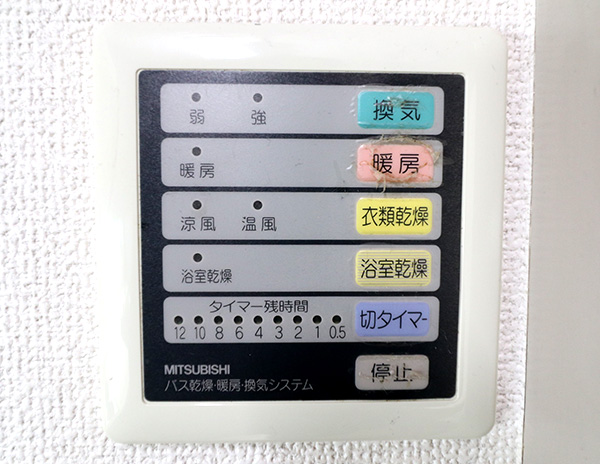 弱 強 換気
暖房 暖房
涼風 温風 衣類乾燥
浴室乾燥 浴室乾燥
タイマー残時間
12 10 8 6 4 3 2 1 0.5 切タイマー
MITSUBISHI 停止
バス乾燥・暖房・換気システム